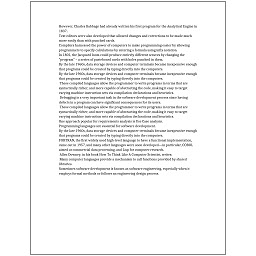 However, Charles Babbage had already written his first program for the Analytical Engine in
1837.
Text editors were also developed that allowed changes and corrections to be made much
more easily than with punched cards.
Compilers harnessed the power of computers to make programming easier by allowing
programmers to specify calculations by entering a formula using infix notation.
In 1801, the Jacquard loom could produce entirely different weaves by changing the
"program" – a series of pasteboard cards with holes punched in them.
By the late 1960s, data storage devices and computer terminals became inexpensive enough
that programs could be created by typing directly into the computers.
By the late 1960s, data storage devices and computer terminals became inexpensive enough
that programs could be created by typing directly into the computers.
These compiled languages allow the programmer to write programs in terms that are
syntactically richer, and more capable of abstracting the code, making it easy to target
varying machine instruction sets via compilation declarations and heuristics.
Debugging is a very important task in the software development process since having
defects in a program can have significant consequences for its users.
These compiled languages allow the programmer to write programs in terms that are
syntactically richer, and more capable of abstracting the code, making it easy to target
varying machine instruction sets via compilation declarations and heuristics.
One approach popular for requirements analysis is Use Case analysis.
Programming languages are essential for software development.
By the late 1960s, data storage devices and computer terminals became inexpensive enough
that programs could be created by typing directly into the computers.
FORTRAN, the first widely used high-level language to have a functional implementation,
came out in 1957, and many other languages were soon developed—in particular, COBOL
aimed at commercial data processing, and Lisp for computer research.
Allen Downey, in his book How To Think Like A Computer Scientist, writes:
Many computer languages provide a mechanism to call functions provided by shared
libraries.
Sometimes software development is known as software engineering, especially when it
employs formal methods or follows an engineering design process.